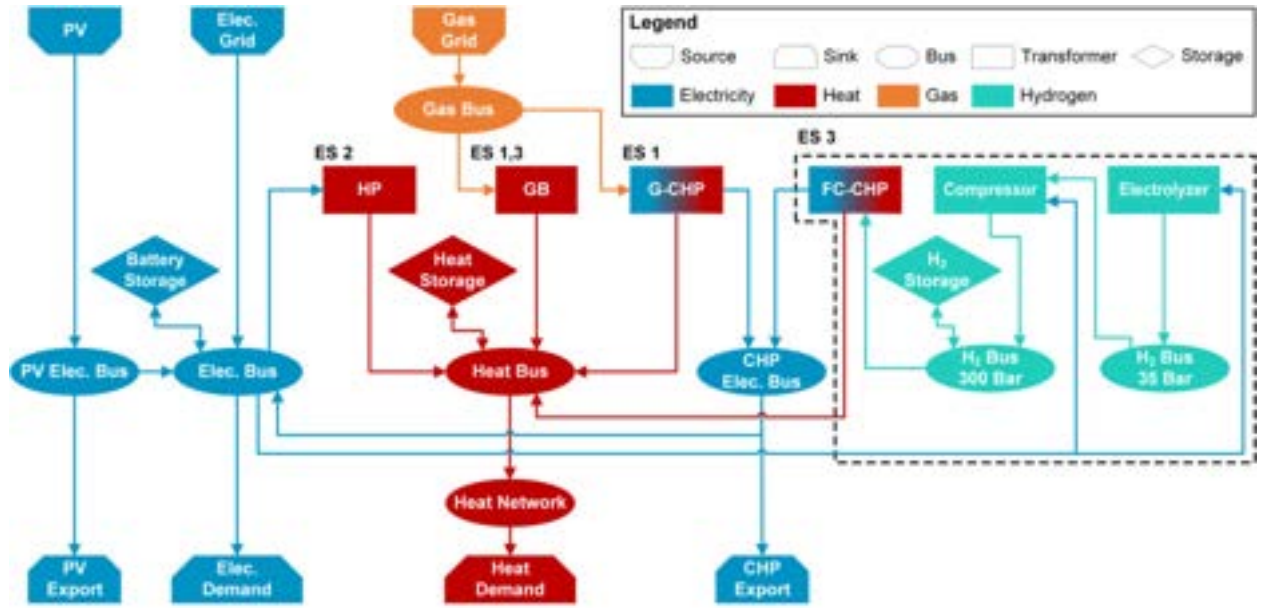 PV
Elec.
Grid
Gas
Grid
Legend
Source
Sink
Bus
Transformer
Storage
Electricity
Heat
Gas
Hydrogen
Gas Bus
ES 2
ES 1,3
ES 1
ES 3
HP
GB
G-CHP
FC-CHP
Compressor
Electrolyzer
Battery
Storage
Heat
Storage
H₂
Storage
PV Elec. Bus
Elec. Bus
Heat Bus
CHP
Elec. Bus
H₂ Bus
300 Bar
H₂ Bus
35 Bar
Heat Network
PV
Export
Elec.
Demand
Heat
Demand
CHP
Export